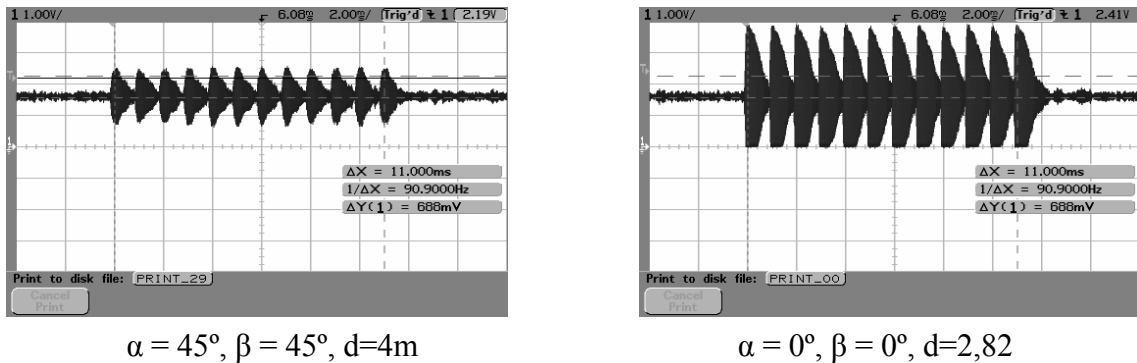 1 1.00V/ 6.08ms 2.00ms/ Trig'd 1 2.19V
ΔX = 11.000ms
1/ΔX = 90.9000Hz
ΔY(1) = 688mV
Print to disk file: PRINT_29
Cancel
Print
α = 45º, β = 45º, d=4m
1 1.00V/ 6.08ms 2.00ms/ Trig'd 1 2.41V
ΔX = 11.000ms
1/ΔX = 90.9000Hz
ΔY(1) = 688mV
Print to disk file: PRINT_00
Cancel
Print
α = 0º, β = 0º, d=2,82